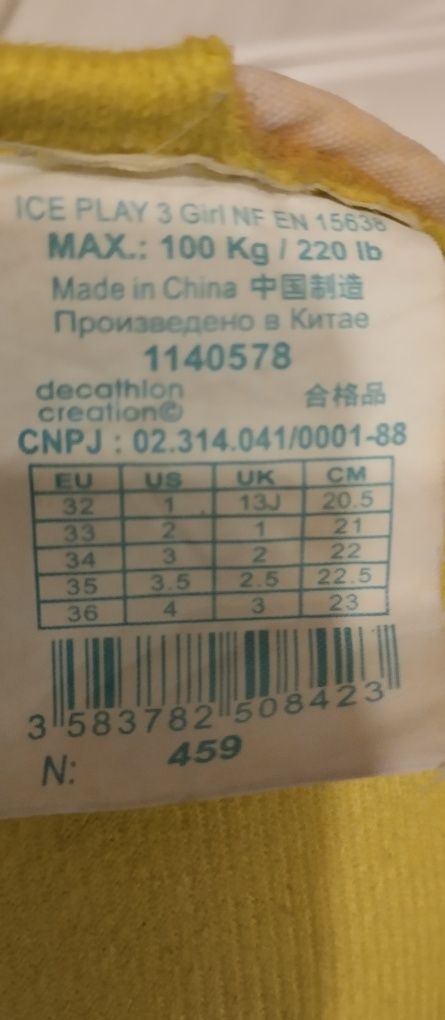 ICE PLAY 3 Girl NF EN 15638
MAX.: 100 Kg / 220 lb
Made in China 中国制造
Произведено в Китае
1140578
decathlon
creation© 合格品
CNPJ : 02.314.041/0001-88
EU US UK CM
32 1 13J 20.5
33 2 1 21
34 3 2 22
35 3.5 2.5 22.5
36 4 3 23
3 583782 508423
N: 459